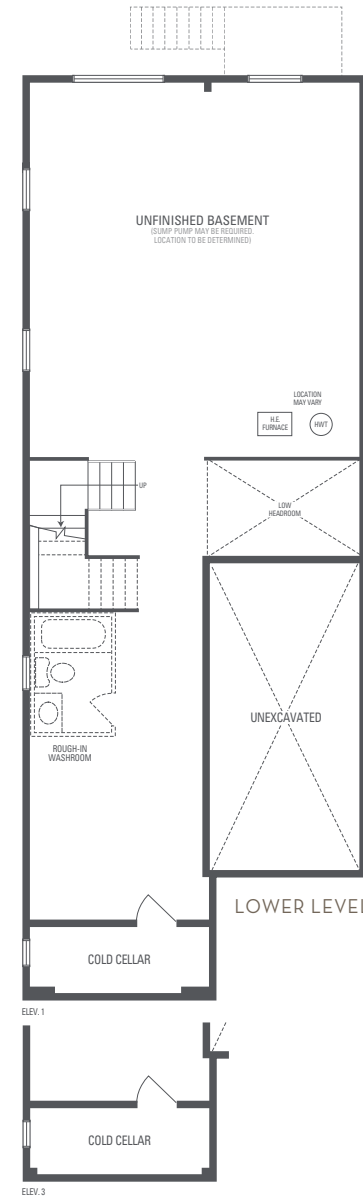 UNFINISHED BASEMENT
(SUMP PUMP MAY BE REQUIRED.
LOCATION TO BE DETERMINED)
LOCATION
MAY VARY
H.E.
FURNACE
HWT
UP
LOW
HEADROOM
UNEXCAVATED
ROUGH-IN
WASHROOM
LOWER LEVEL
COLD CELLAR
ELEV. 1
COLD CELLAR
ELEV. 3